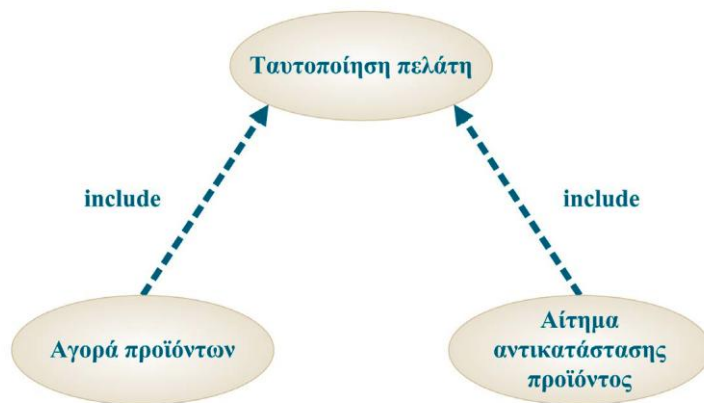 Ταυτοποίηση πελάτη
include
include
Αγορά προϊόντων
Αίτημα
αντικατάστασης
προϊόντος